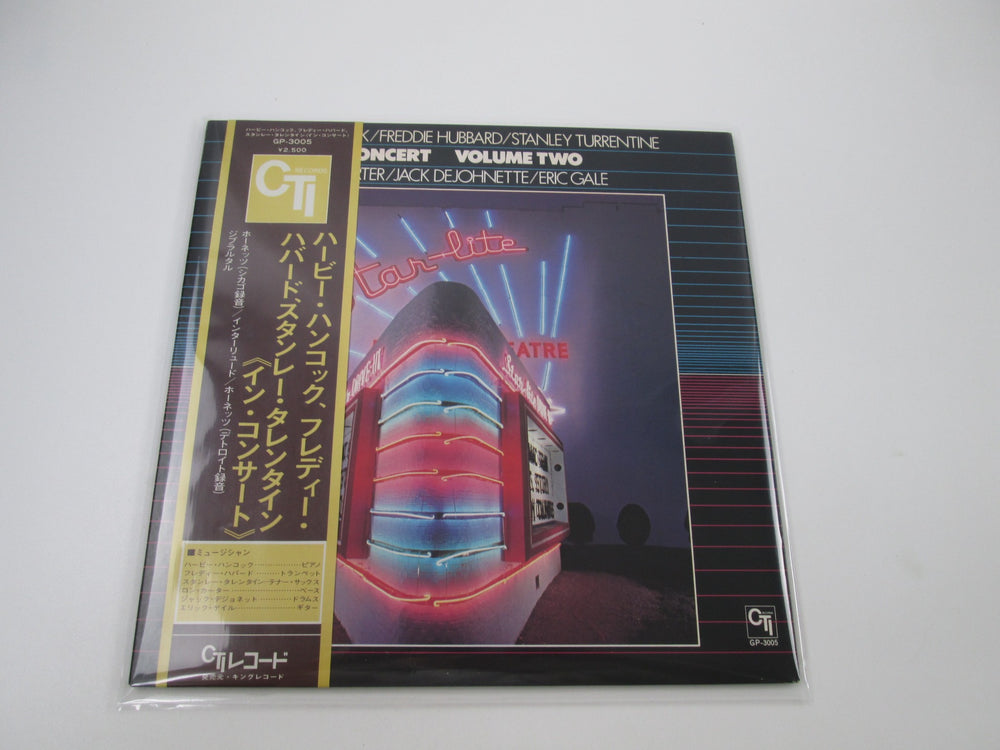 ハービー・ハンコック、フレディー・ハバード、
スタンレー・タレンタイン〈イン・コンサート〉
GP-3005
¥2,500
CTI RECORDS
ハービー・ハンコック、フレディー・
ハバード、スタンレー・タレンタイン
《イン・コンサート》
ホーネッツ(シカゴ録音)/インターリュード/ホーネッツ(デトロイト録音)
ジブラルタル
■ミュージシャン
ハービー・ハンコック…………ピアノ
フレディー・ハバード………トランペット
スタンレー・タレンタイン…テナー・サックス
ロン・カーター…………ベース
ジャック・デジョネット………ドラムス
エリック・ゲイル…………ギター
CTIレコード
発売元・キングレコード
K/FREDDIE HUBBARD/STANLEY TURRENTINE
ONCERT VOLUME TWO
RTER/JACK DEJOHNETTE/ERIC GALE
tar-lite
EATRE
DRIVE-IN
CTI RECORDS
GP-3005